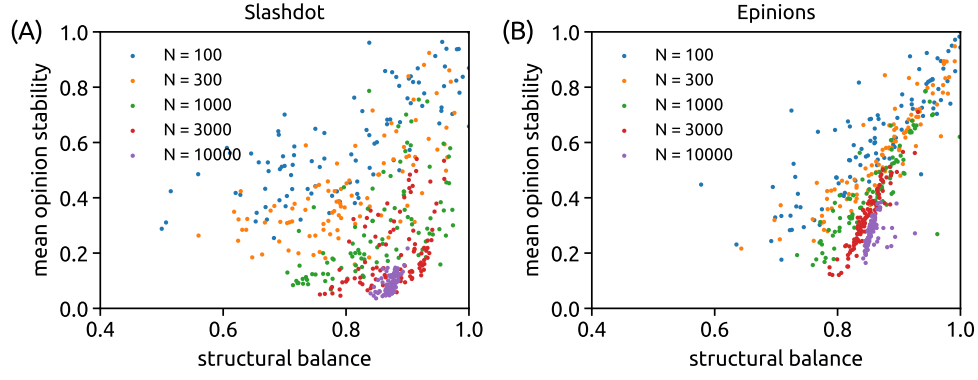 (A)
Slashdot
mean opinion stability
1.0
0.8
0.6
0.4
0.2
0.0
N = 100
N = 300
N = 1000
N = 3000
N = 10000
0.4
0.6
0.8
1.0
structural balance
(B)
Epinions
mean opinion stability
1.0
0.8
0.6
0.4
0.2
0.0
N = 100
N = 300
N = 1000
N = 3000
N = 10000
0.4
0.6
0.8
1.0
structural balance